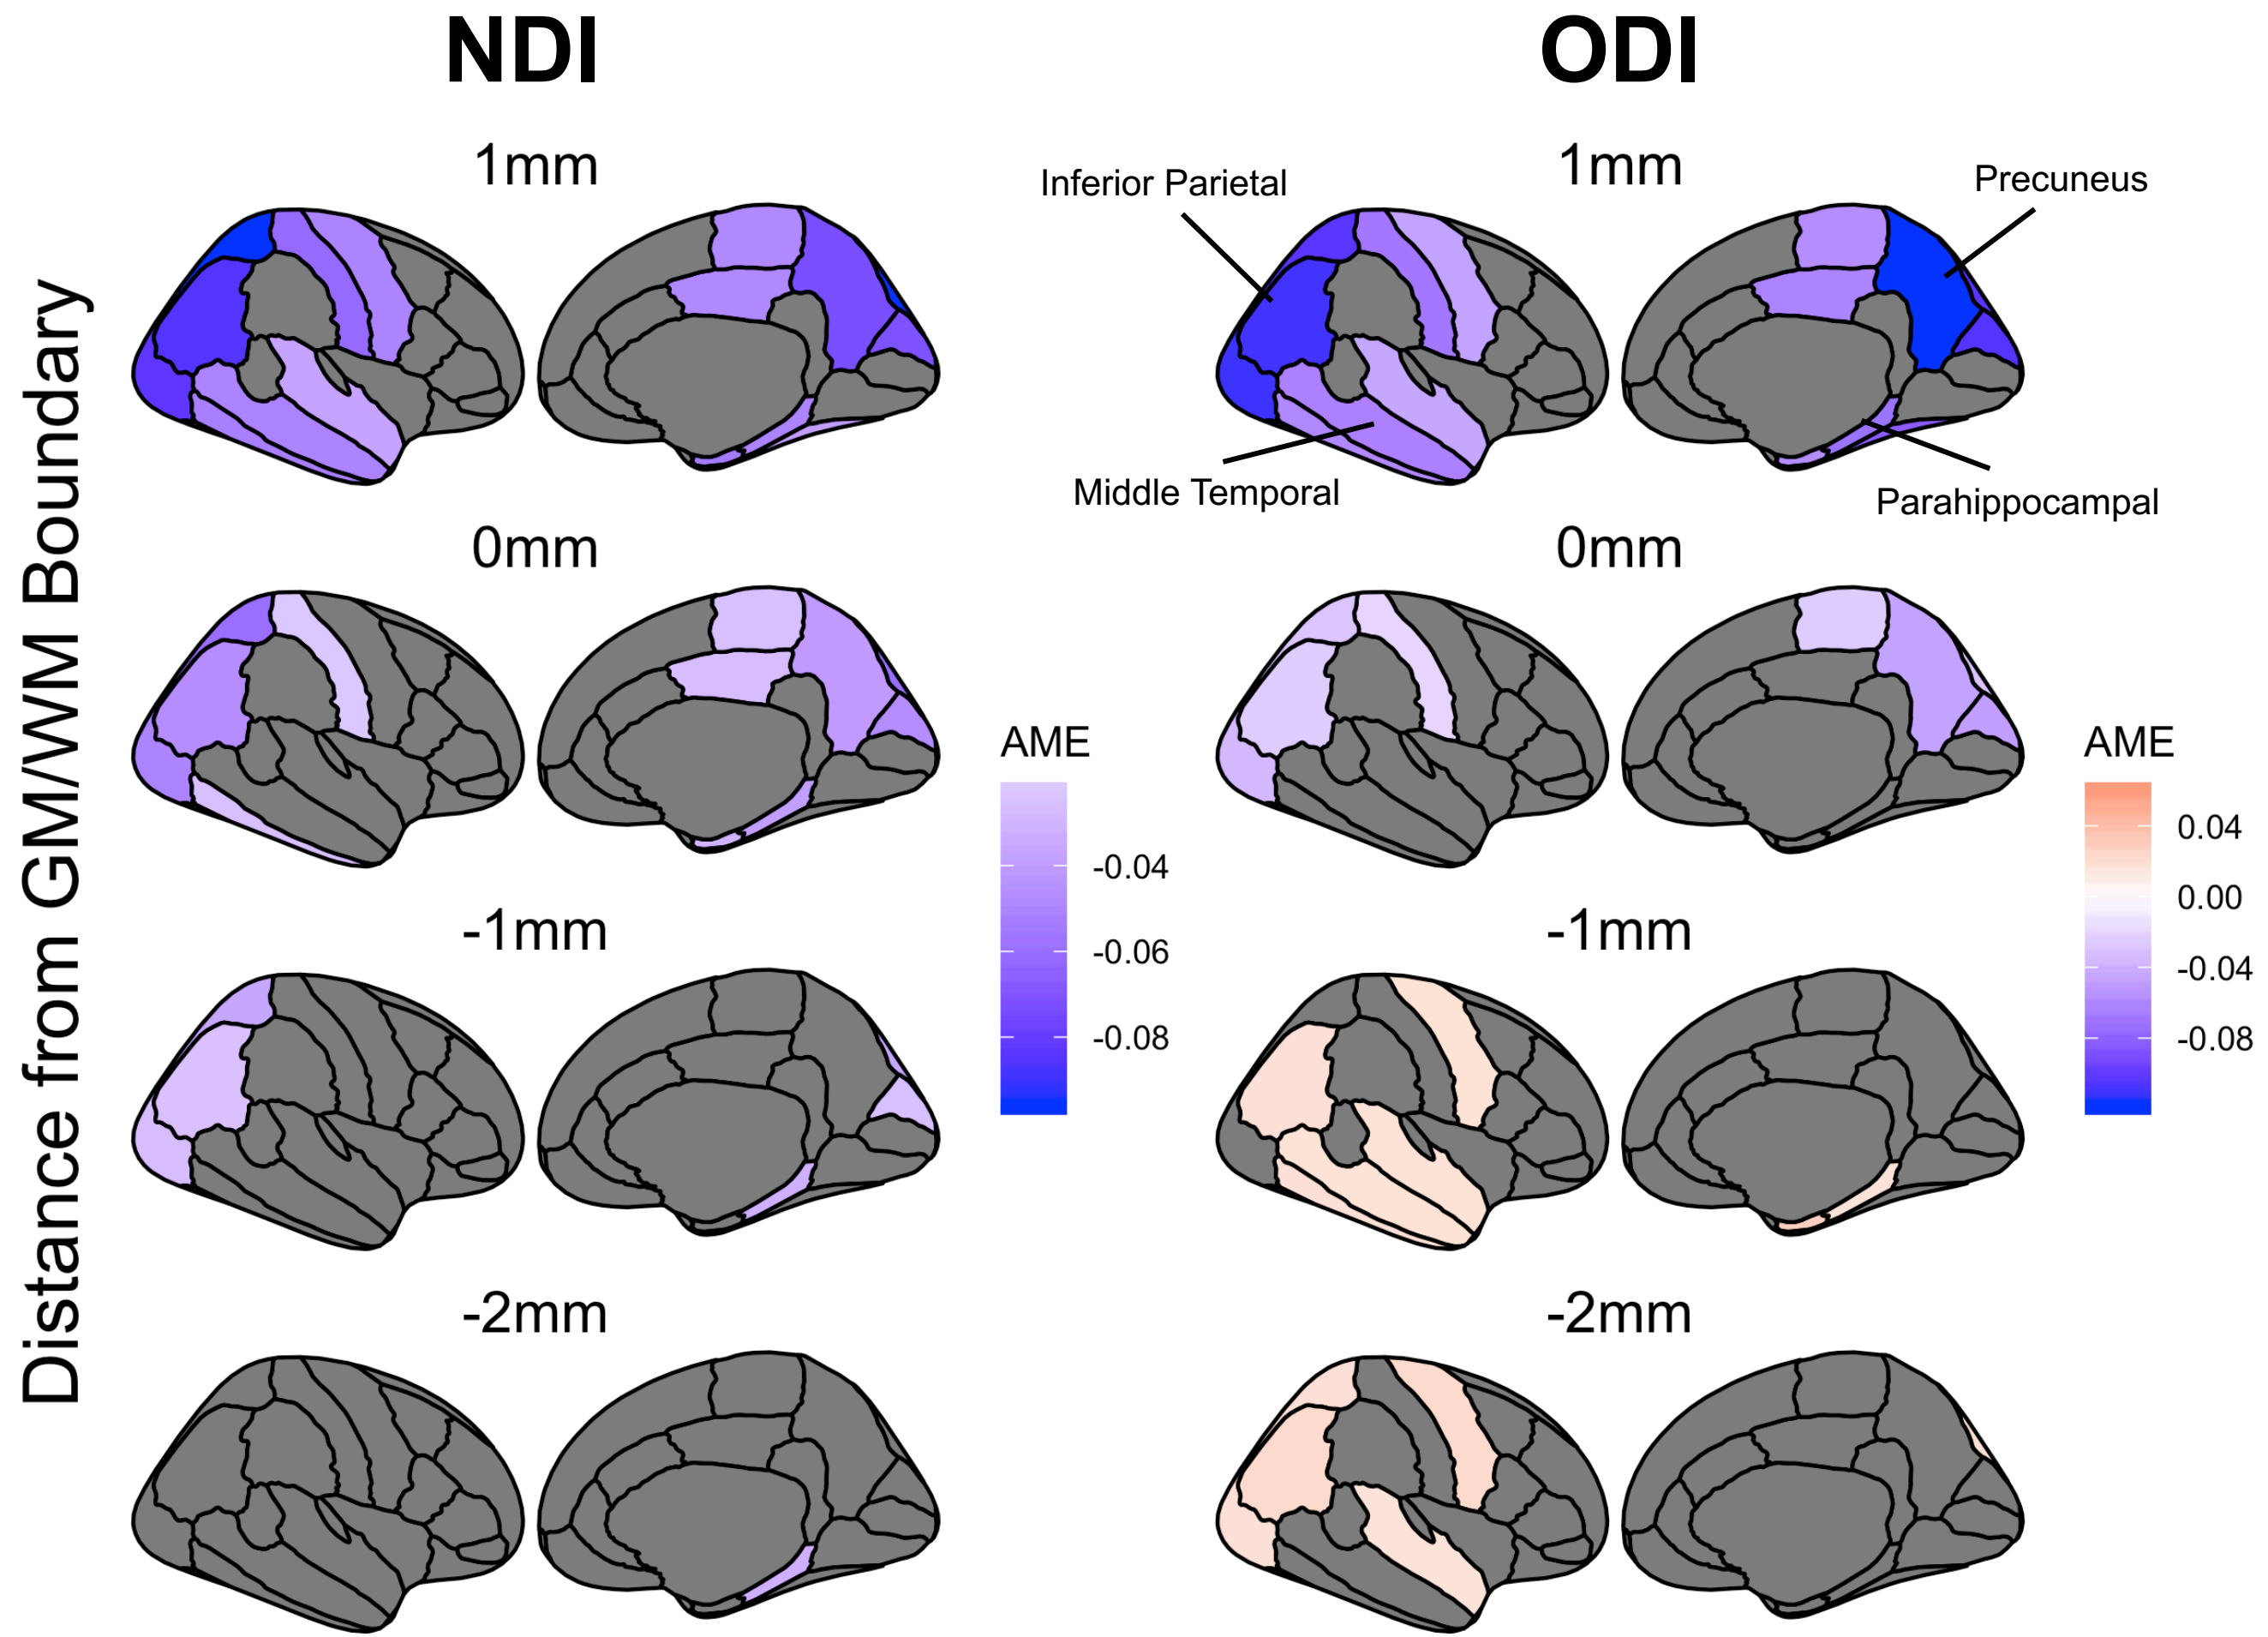 NDI
ODI
1mm
1mm
Inferior Parietal
Precuneus
Middle Temporal
Parahippocampal
Distance from GM/WM Boundary
0mm
0mm
AME
-0.04
-0.06
-0.08
AME
0.04
0.00
-0.04
-0.08
-1mm
-1mm
-2mm
-2mm